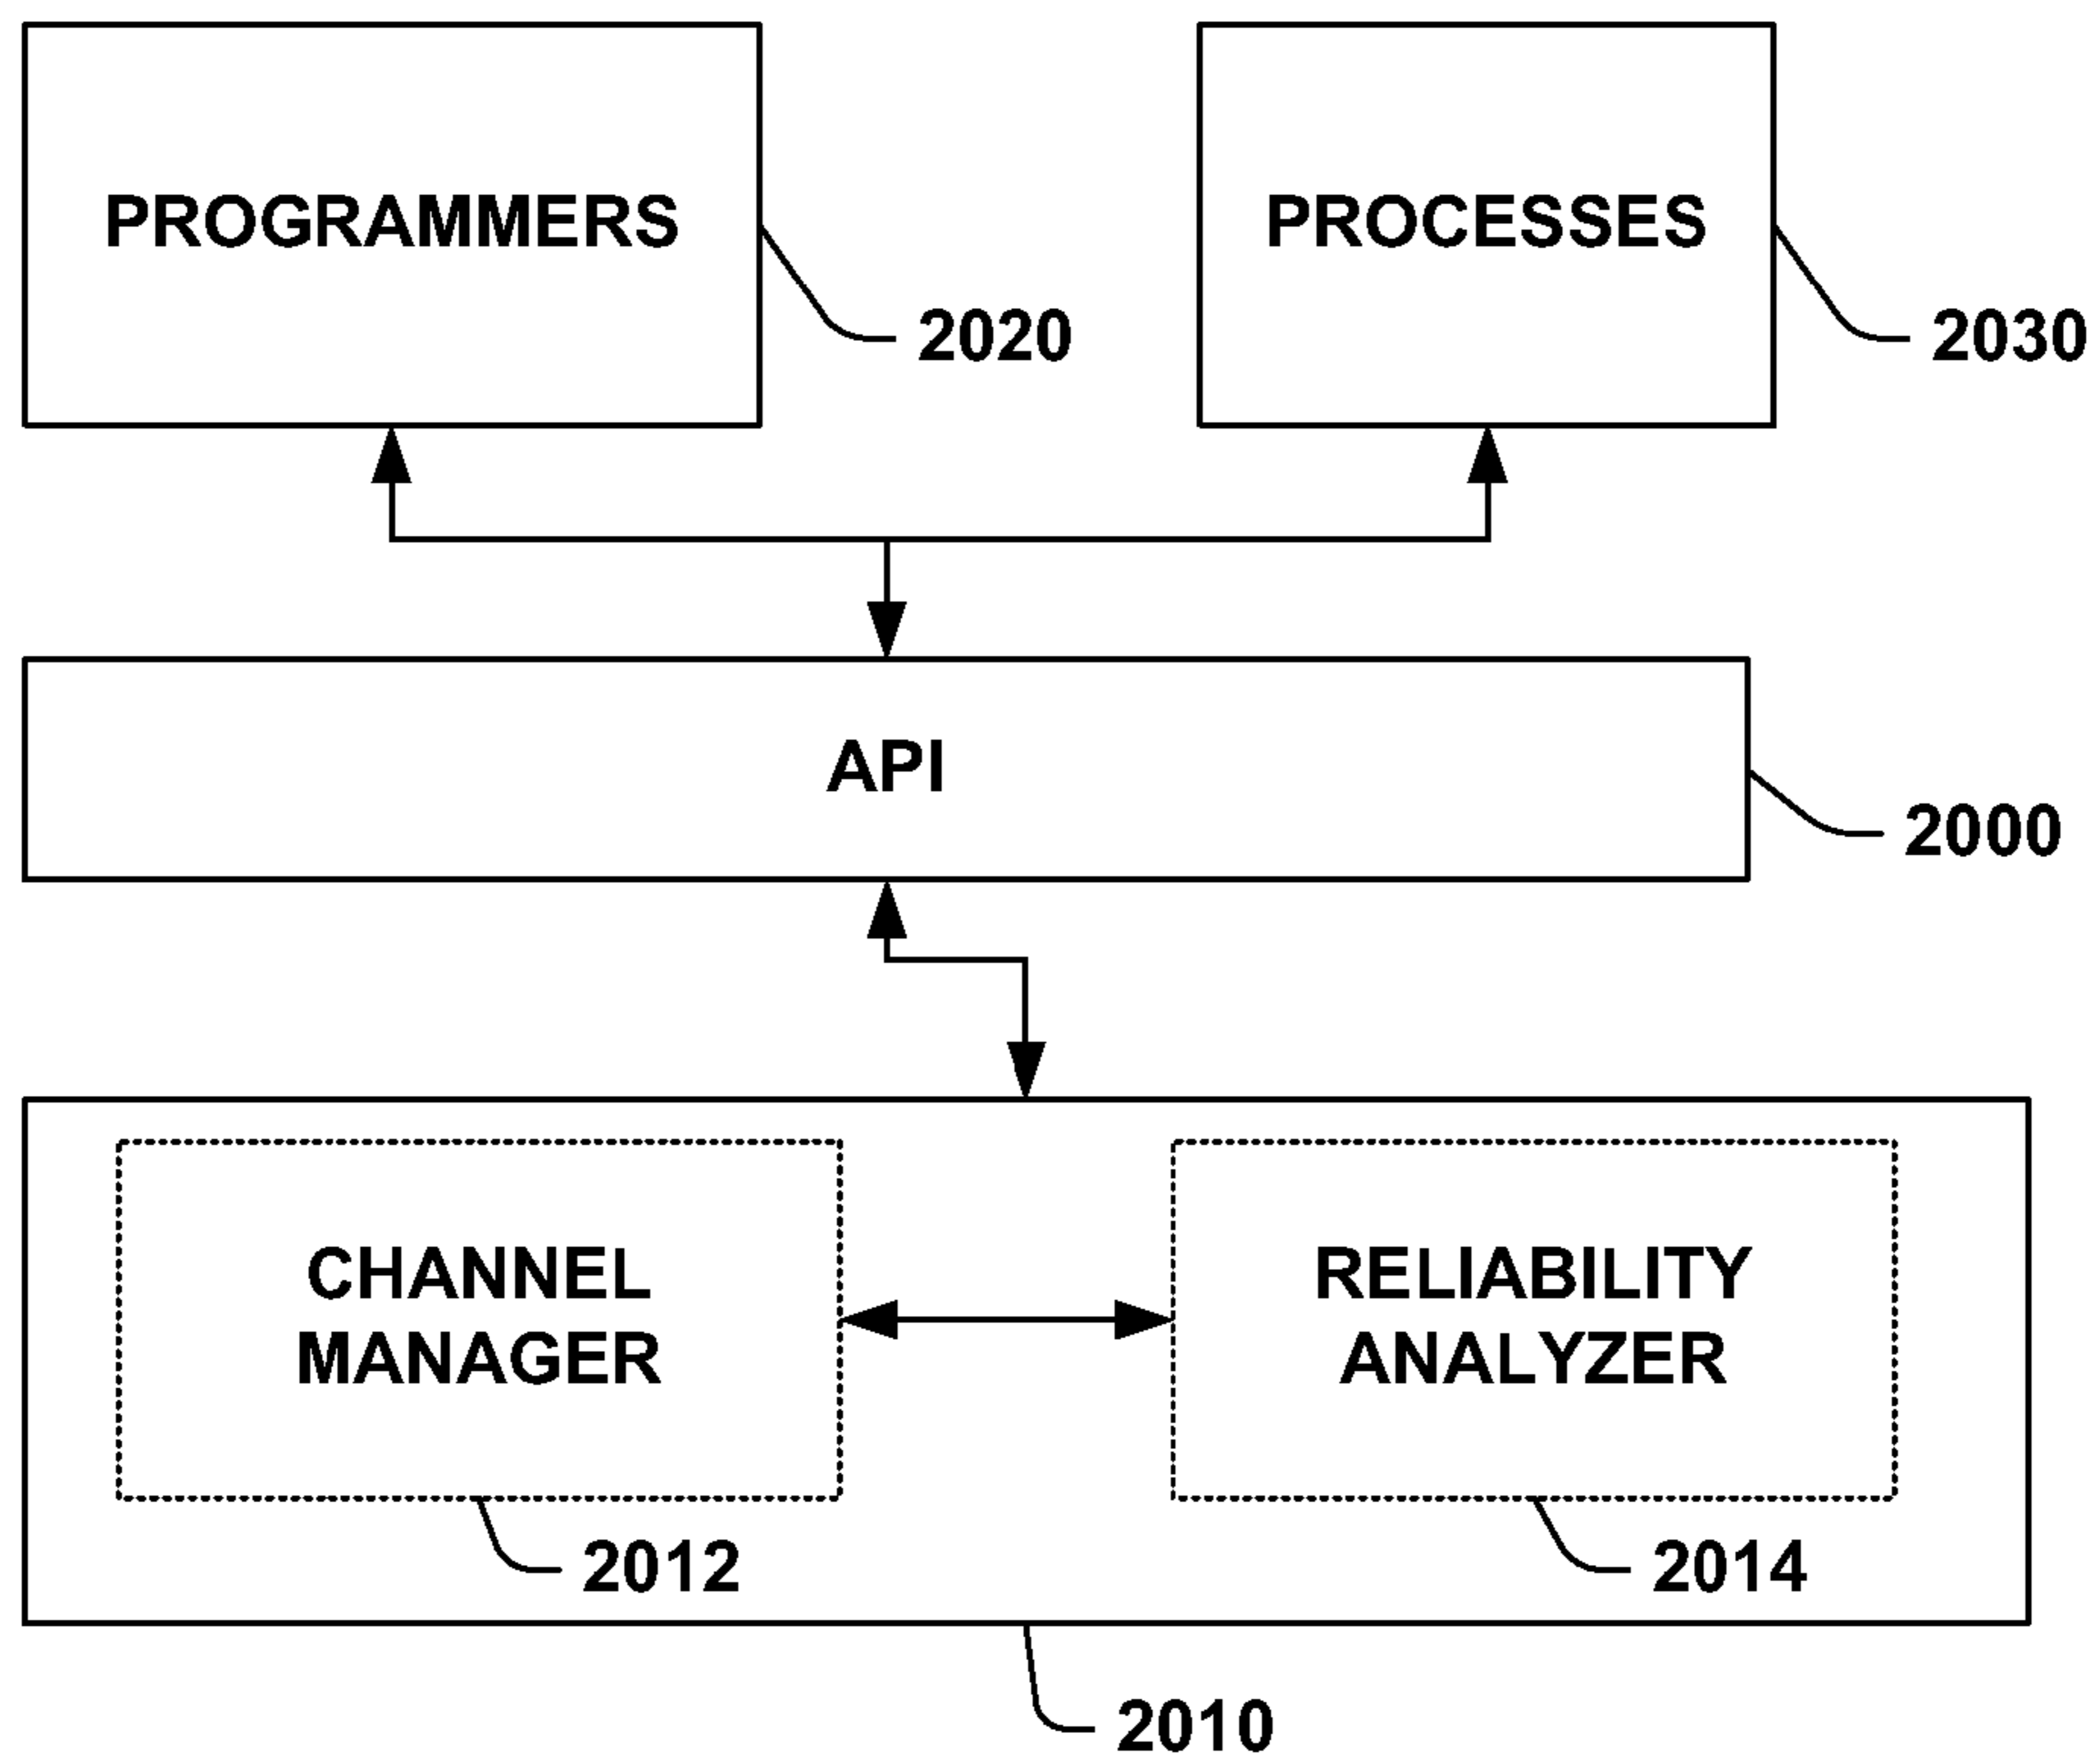 PROGRAMMERS
PROCESSES
2020
2030
API
2000
CHANNEL
MANAGER
RELIABILITY
ANALYZER
2012
2014
2010